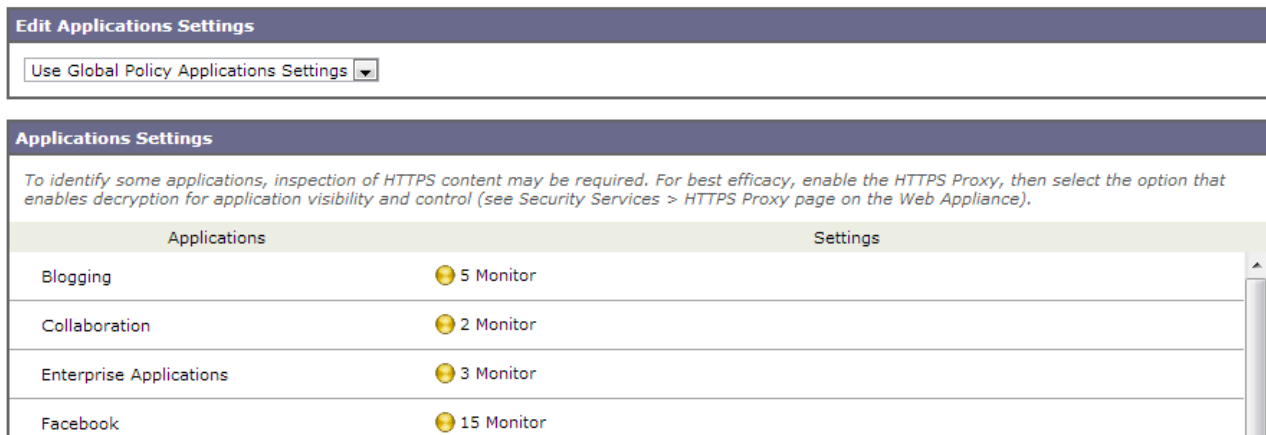 Edit Applications Settings
Use Global Policy Applications Settings
Applications Settings
To identify some applications, inspection of HTTPS content may be required. For best efficacy, enable the HTTPS Proxy, then select the option that
enables decryption for application visibility and control (see Security Services > HTTPS Proxy page on the Web Appliance).
Applications Settings
Blogging 5 Monitor
Collaboration 2 Monitor
Enterprise Applications 3 Monitor
Facebook 15 Monitor